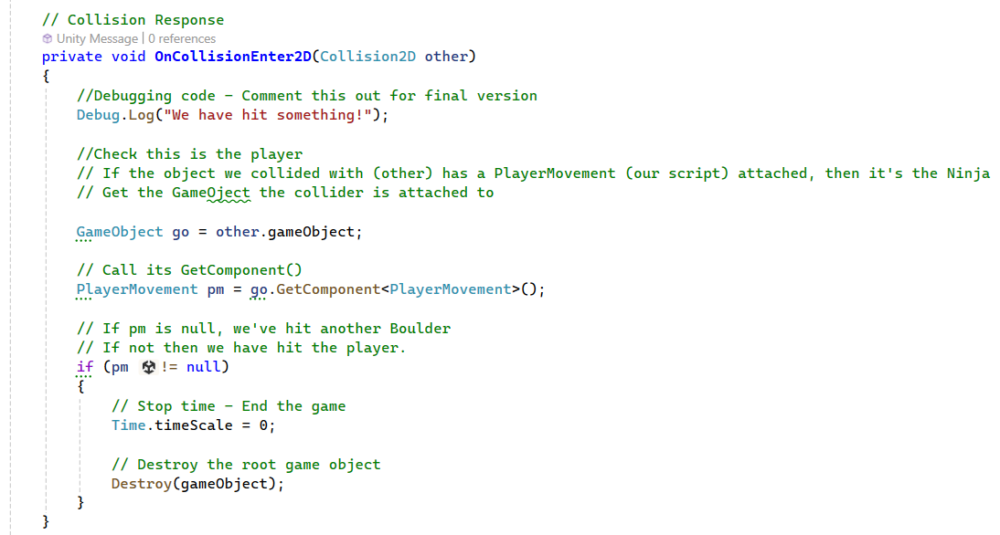 // Collision Response
Unity Message | 0 references
private void OnCollisionEnter2D(Collision2D other)
{
//Debugging code – Comment this out for final version
Debug.Log("We have hit something!");
//Check this is the player
// If the object we collided with (other) has a PlayerMovement (our script) attached, then it's the Ninja
// Get the GameOject the collider is attached to
GameObject go = other.gameObject;
// Call its GetComponent()
PlayerMovement pm = go.GetComponent<PlayerMovement>();
// If pm is null, we've hit another Boulder
// If not then we have hit the player.
if (pm != null)
{
// Stop time – End the game
Time.timeScale = 0;
// Destroy the root game object
Destroy(gameObject);
}
}